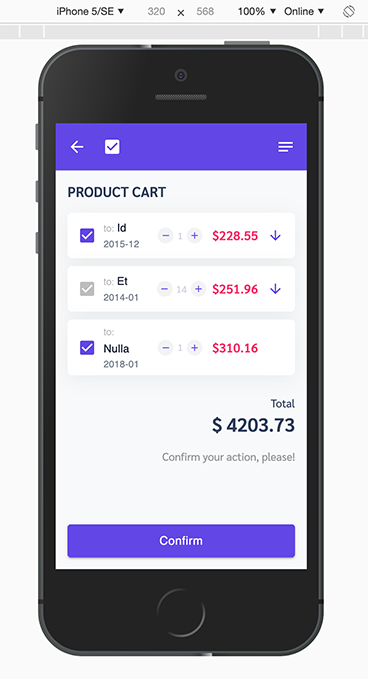 iPhone 5/SE ▼ 320 × 568 100% ▼ Online ▼
PRODUCT CART
to: Id
2015-12
− 1 + $228.55
to: Et
2014-01
− 14 + $251.96
to:
Nulla
2018-01
− 1 + $310.16
Total
$ 4203.73
Confirm your action, please!
Confirm